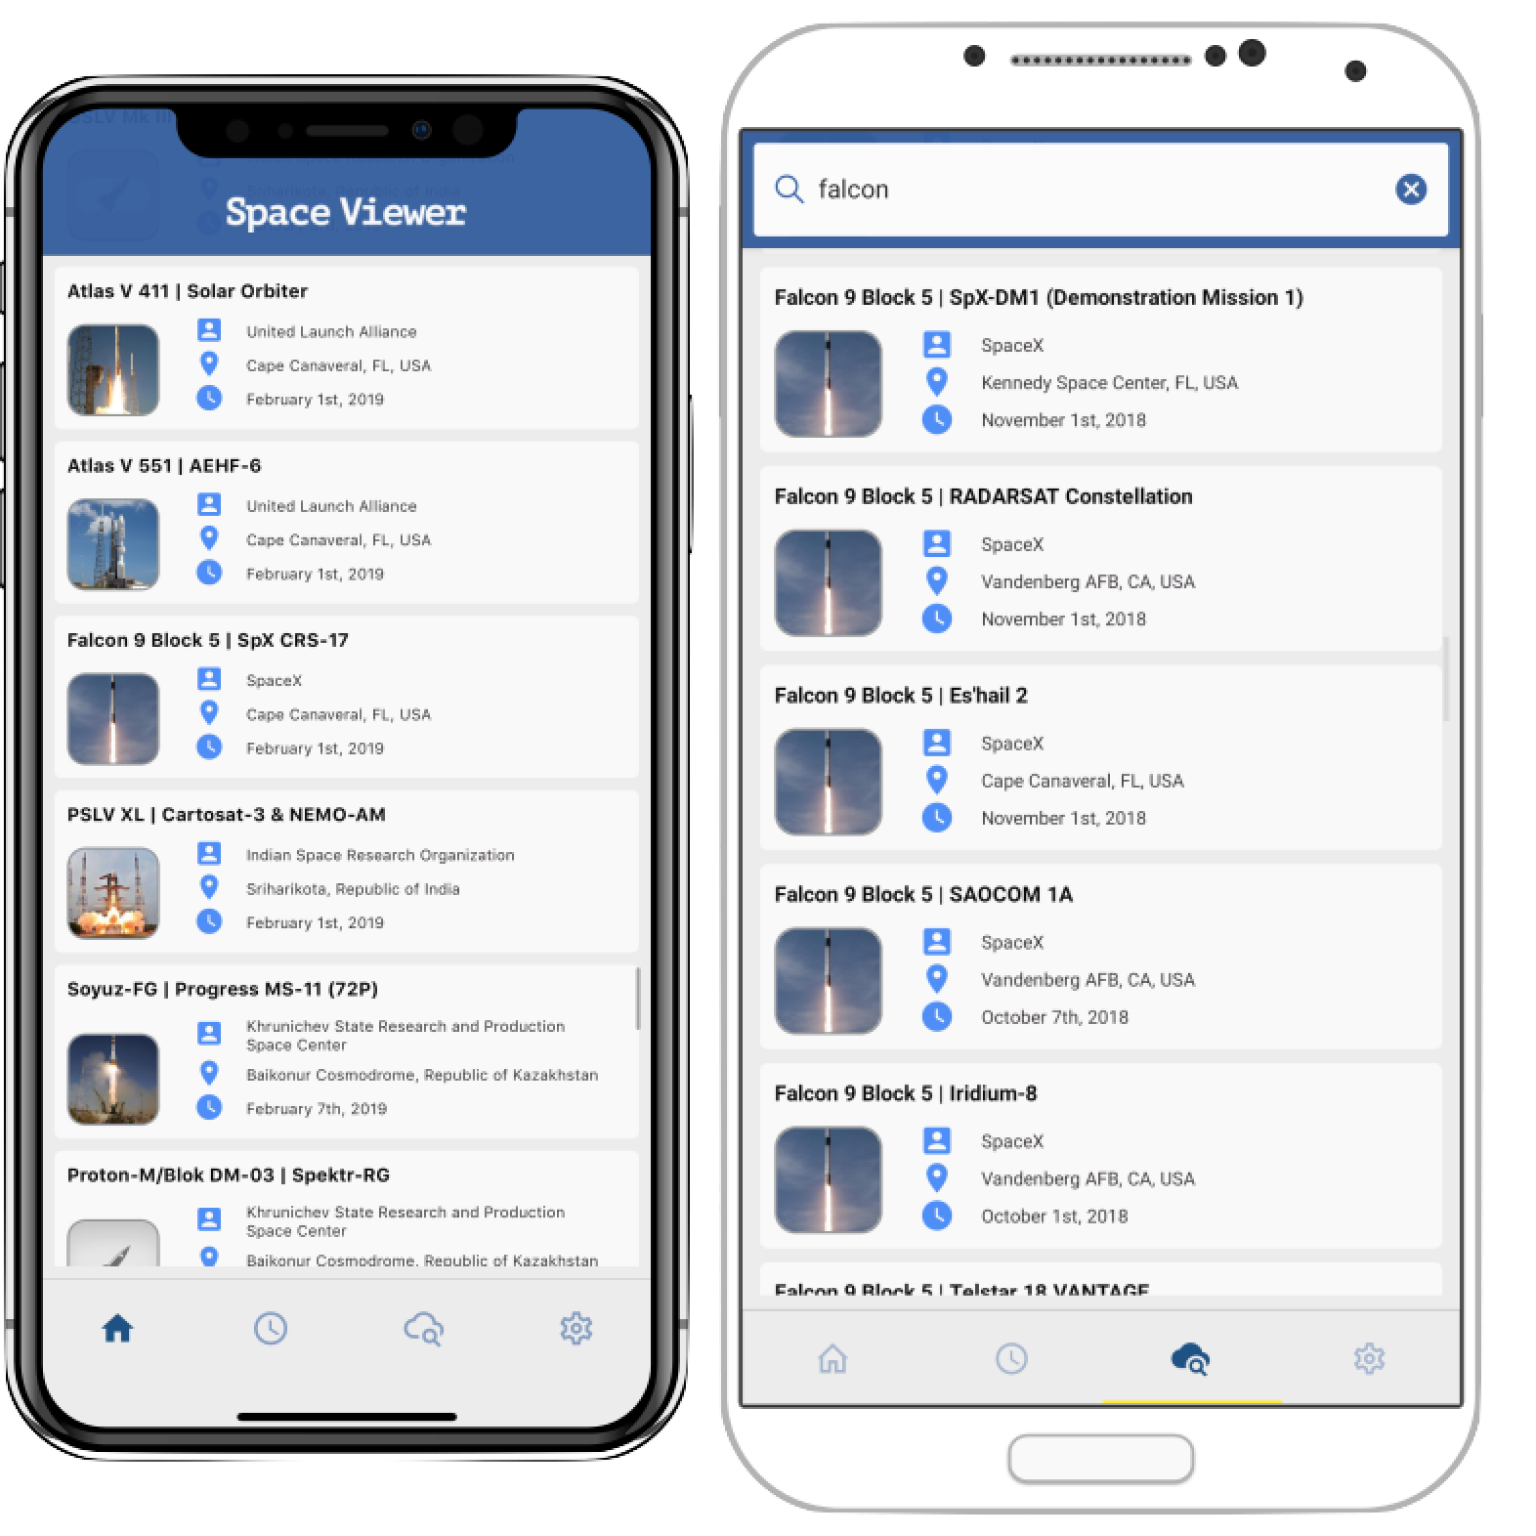 PSLV Mk III
Sriharikota, Republic of India
Space Viewer
Atlas V 411 | Solar Orbiter
United Launch Alliance
Cape Canaveral, FL, USA
February 1st, 2019
Atlas V 551 | AEHF-6
United Launch Alliance
Cape Canaveral, FL, USA
February 1st, 2019
Falcon 9 Block 5 | SpX CRS-17
SpaceX
Cape Canaveral, FL, USA
February 1st, 2019
PSLV XL | Cartosat-3 & NEMO-AM
Indian Space Research Organization
Sriharikota, Republic of India
February 1st, 2019
Soyuz-FG | Progress MS-11 (72P)
Khrunichev State Research and Production
Space Center
Baikonur Cosmodrome, Republic of Kazakhstan
February 7th, 2019
Proton-M/Blok DM-03 | Spektr-RG
Khrunichev State Research and Production
Space Center
Baikonur Cosmodrome, Republic of Kazakhstan
falcon
Falcon 9 Block 5 | SpX-DM1 (Demonstration Mission 1)
SpaceX
Kennedy Space Center, FL, USA
November 1st, 2018
Falcon 9 Block 5 | RADARSAT Constellation
SpaceX
Vandenberg AFB, CA, USA
November 1st, 2018
Falcon 9 Block 5 | Es'hail 2
SpaceX
Cape Canaveral, FL, USA
November 1st, 2018
Falcon 9 Block 5 | SAOCOM 1A
SpaceX
Vandenberg AFB, CA, USA
October 7th, 2018
Falcon 9 Block 5 | Iridium-8
SpaceX
Vandenberg AFB, CA, USA
October 1st, 2018
Falcon 9 Block 5 | Telstar 18 VANTAGE